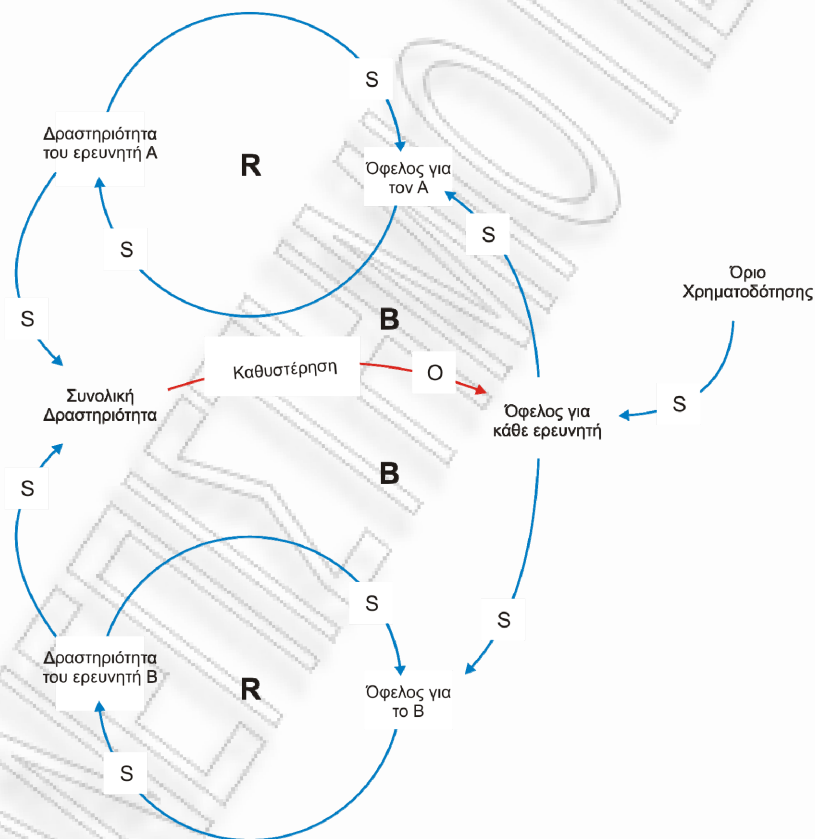 S
Δραστηριότητα
του ερευνητή Α
R
Όφελος για
τον Α
S
S
Όριο
Χρηματοδότησης
S
B
Καθυστέρηση
O
Συνολική
Δραστηριότητα
S
Όφελος για
κάθε ερευνητή
B
S
S
S
Δραστηριότητα
του ερευνητή Β
R
Όφελος για
το Β
S